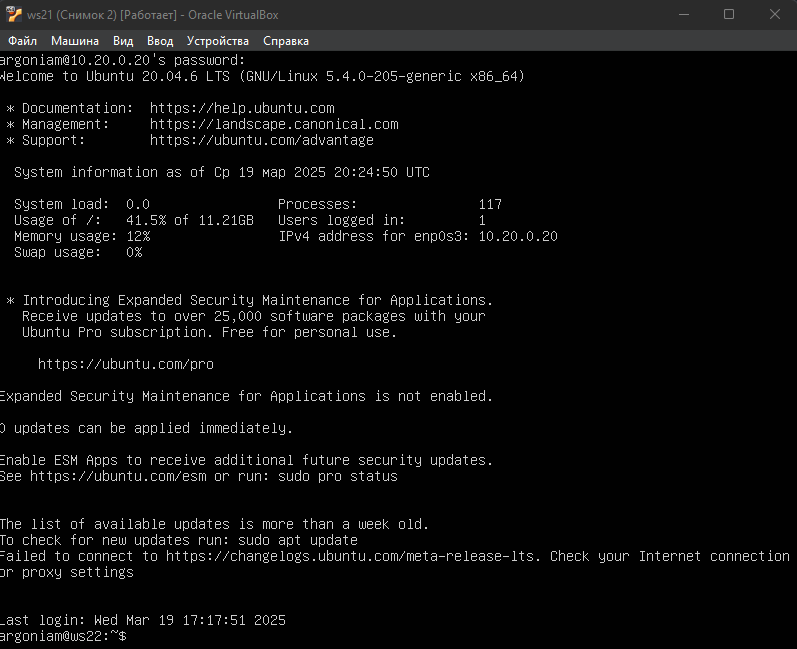 ws21 (Снимок 2) [Работает] - Oracle VirtualBox
Файл Машина Вид Ввод Устройства Справка
argoniam@10.20.0.20's password:
Welcome to Ubuntu 20.04.6 LTS (GNU/Linux 5.4.0-205-generic x86_64)
* Documentation: https://help.ubuntu.com
* Management: https://landscape.canonical.com
* Support: https://ubuntu.com/advantage
System information as of Ср 19 мар 2025 20:24:50 UTC
System load: 0.0 Processes: 117
Usage of /: 41.5% of 11.21GB Users logged in: 1
Memory usage: 12% IPv4 address for enp0s3: 10.20.0.20
Swap usage: 0%
* Introducing Expanded Security Maintenance for Applications.
Receive updates to over 25,000 software packages with your
Ubuntu Pro subscription. Free for personal use.
https://ubuntu.com/pro
Expanded Security Maintenance for Applications is not enabled.
0 updates can be applied immediately.
Enable ESM Apps to receive additional future security updates.
See https://ubuntu.com/esm or run: sudo pro status
The list of available updates is more than a week old.
To check for new updates run: sudo apt update
Failed to connect to https://changelogs.ubuntu.com/meta-release-lts. Check your Internet connection
or proxy settings
Last login: Wed Mar 19 17:17:51 2025
argoniam@ws22:~$